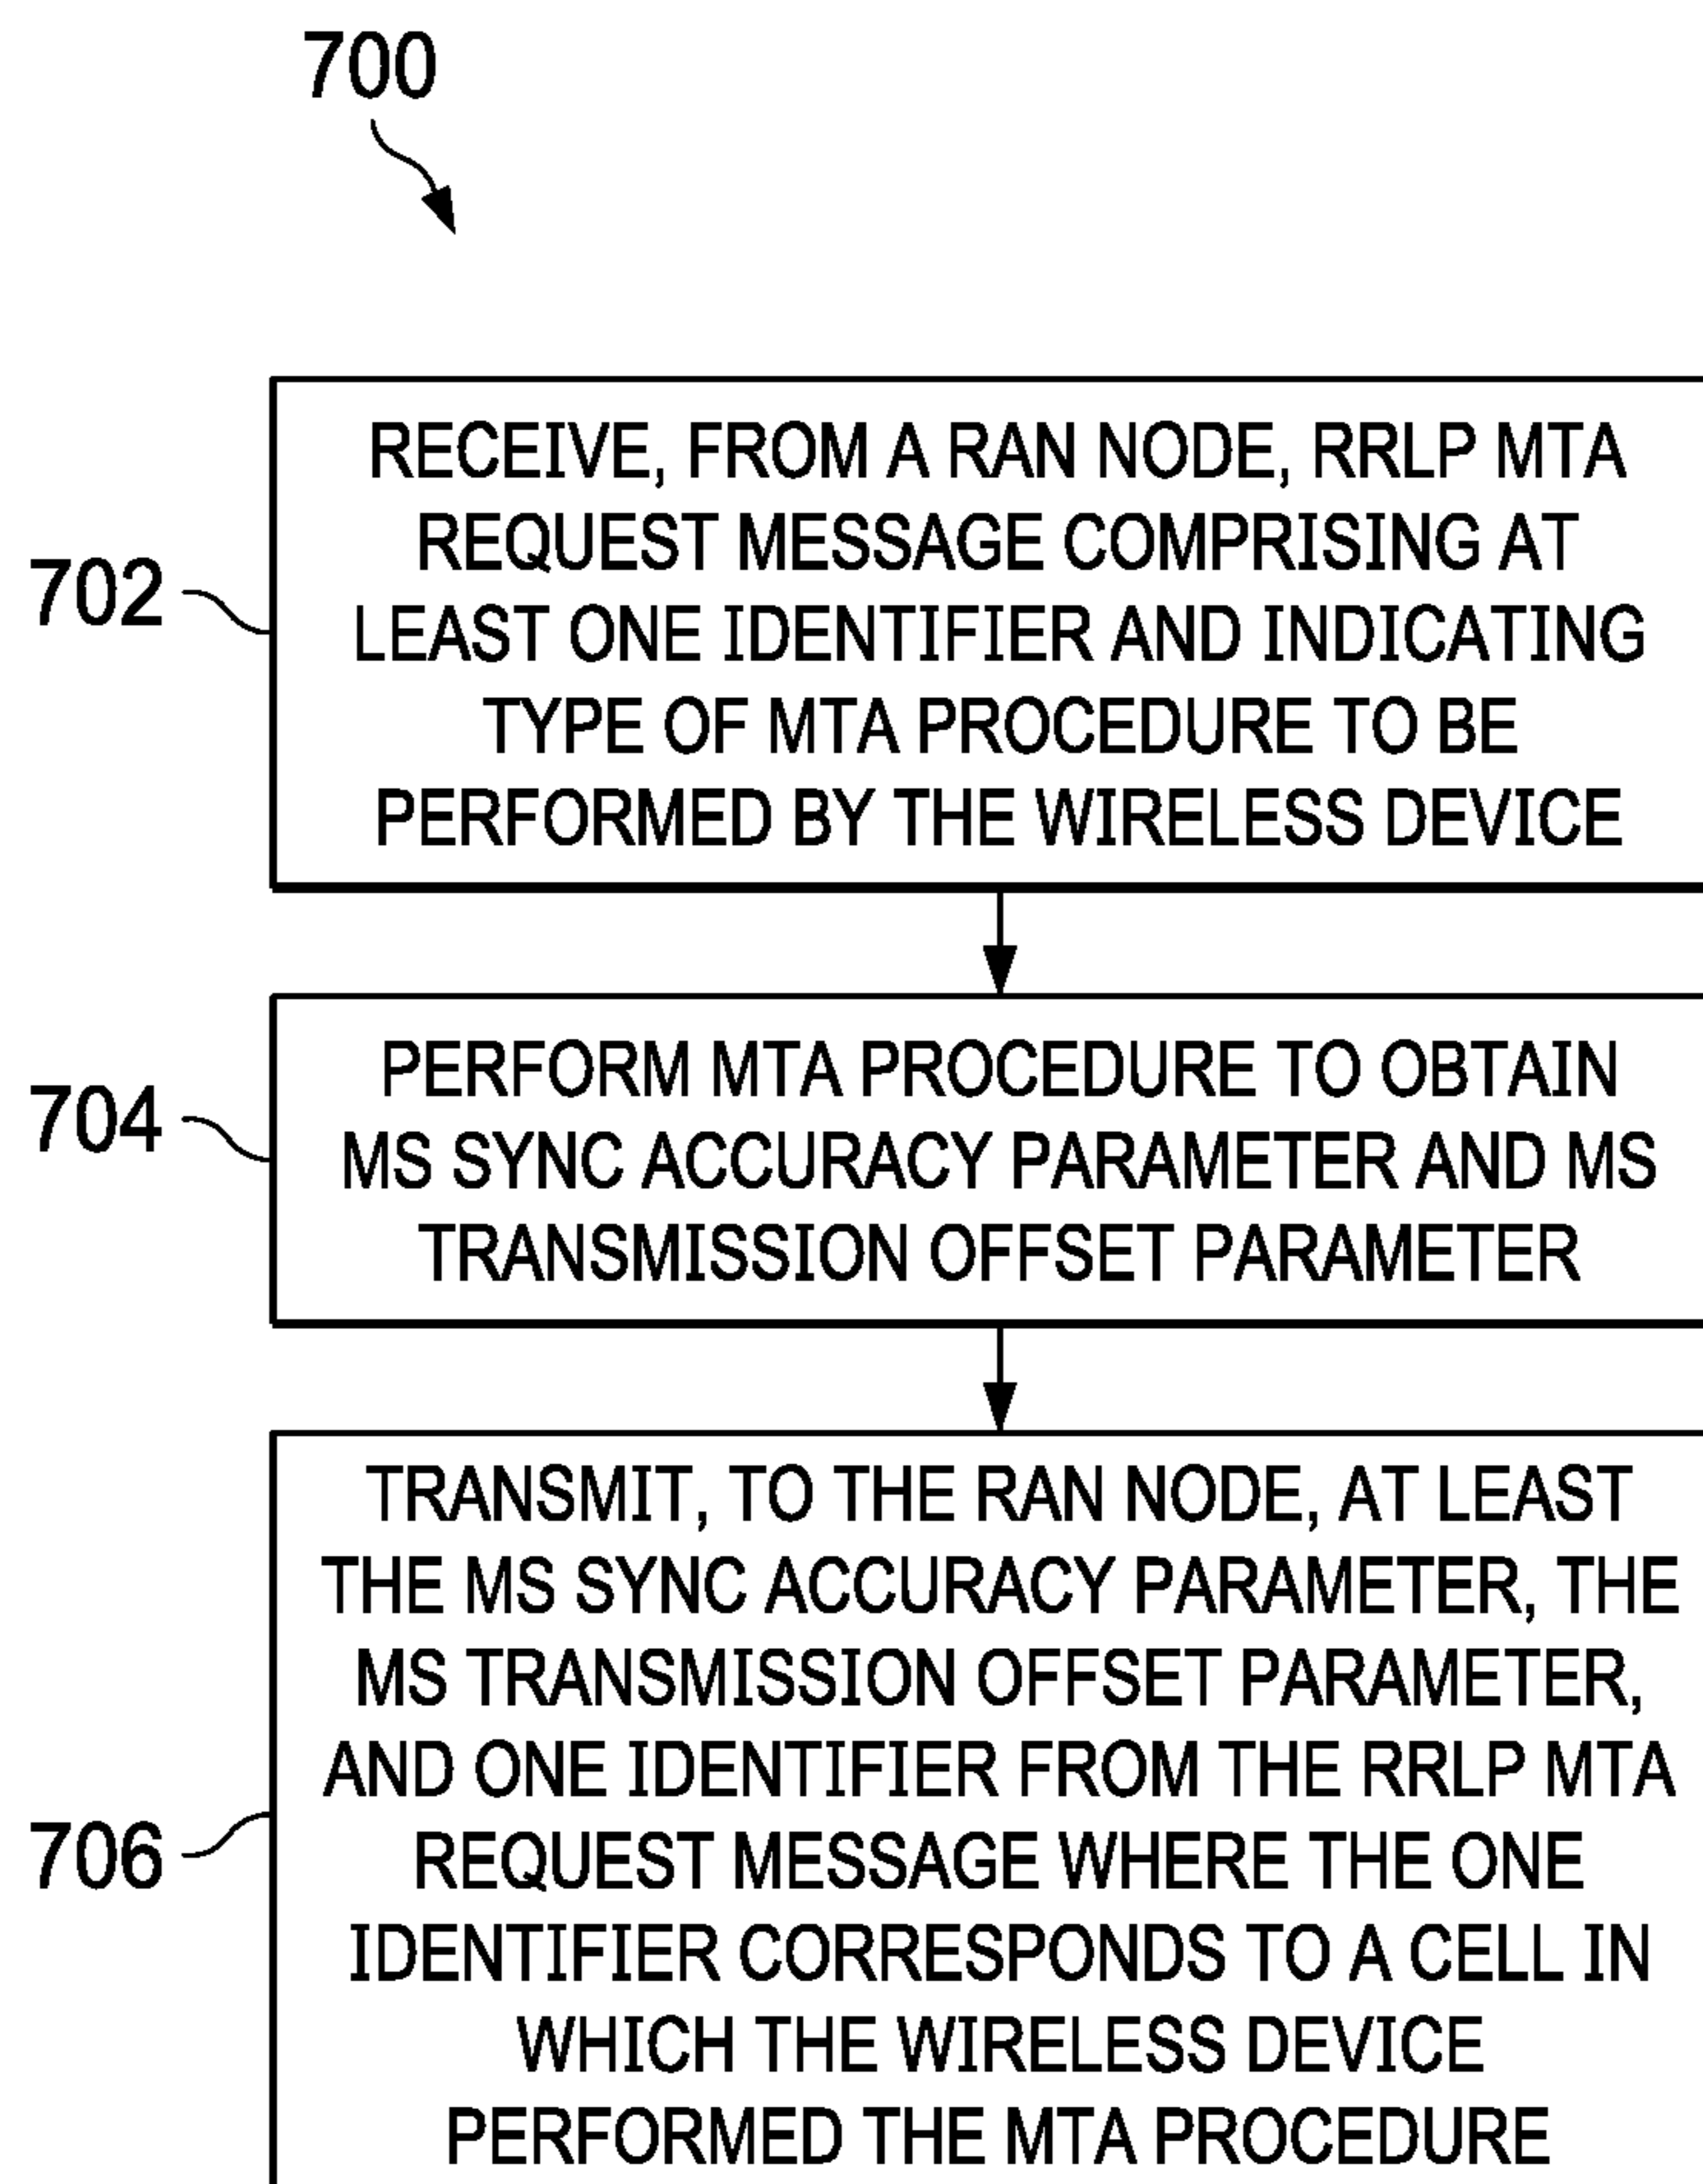 700
702
RECEIVE, FROM A RAN NODE, RRLP MTA
REQUEST MESSAGE COMPRISING AT
LEAST ONE IDENTIFIER AND INDICATING
TYPE OF MTA PROCEDURE TO BE
PERFORMED BY THE WIRELESS DEVICE
704
PERFORM MTA PROCEDURE TO OBTAIN
MS SYNC ACCURACY PARAMETER AND MS
TRANSMISSION OFFSET PARAMETER
706
TRANSMIT, TO THE RAN NODE, AT LEAST
THE MS SYNC ACCURACY PARAMETER, THE
MS TRANSMISSION OFFSET PARAMETER,
AND ONE IDENTIFIER FROM THE RRLP MTA
REQUEST MESSAGE WHERE THE ONE
IDENTIFIER CORRESPONDS TO A CELL IN
WHICH THE WIRELESS DEVICE
PERFORMED THE MTA PROCEDURE